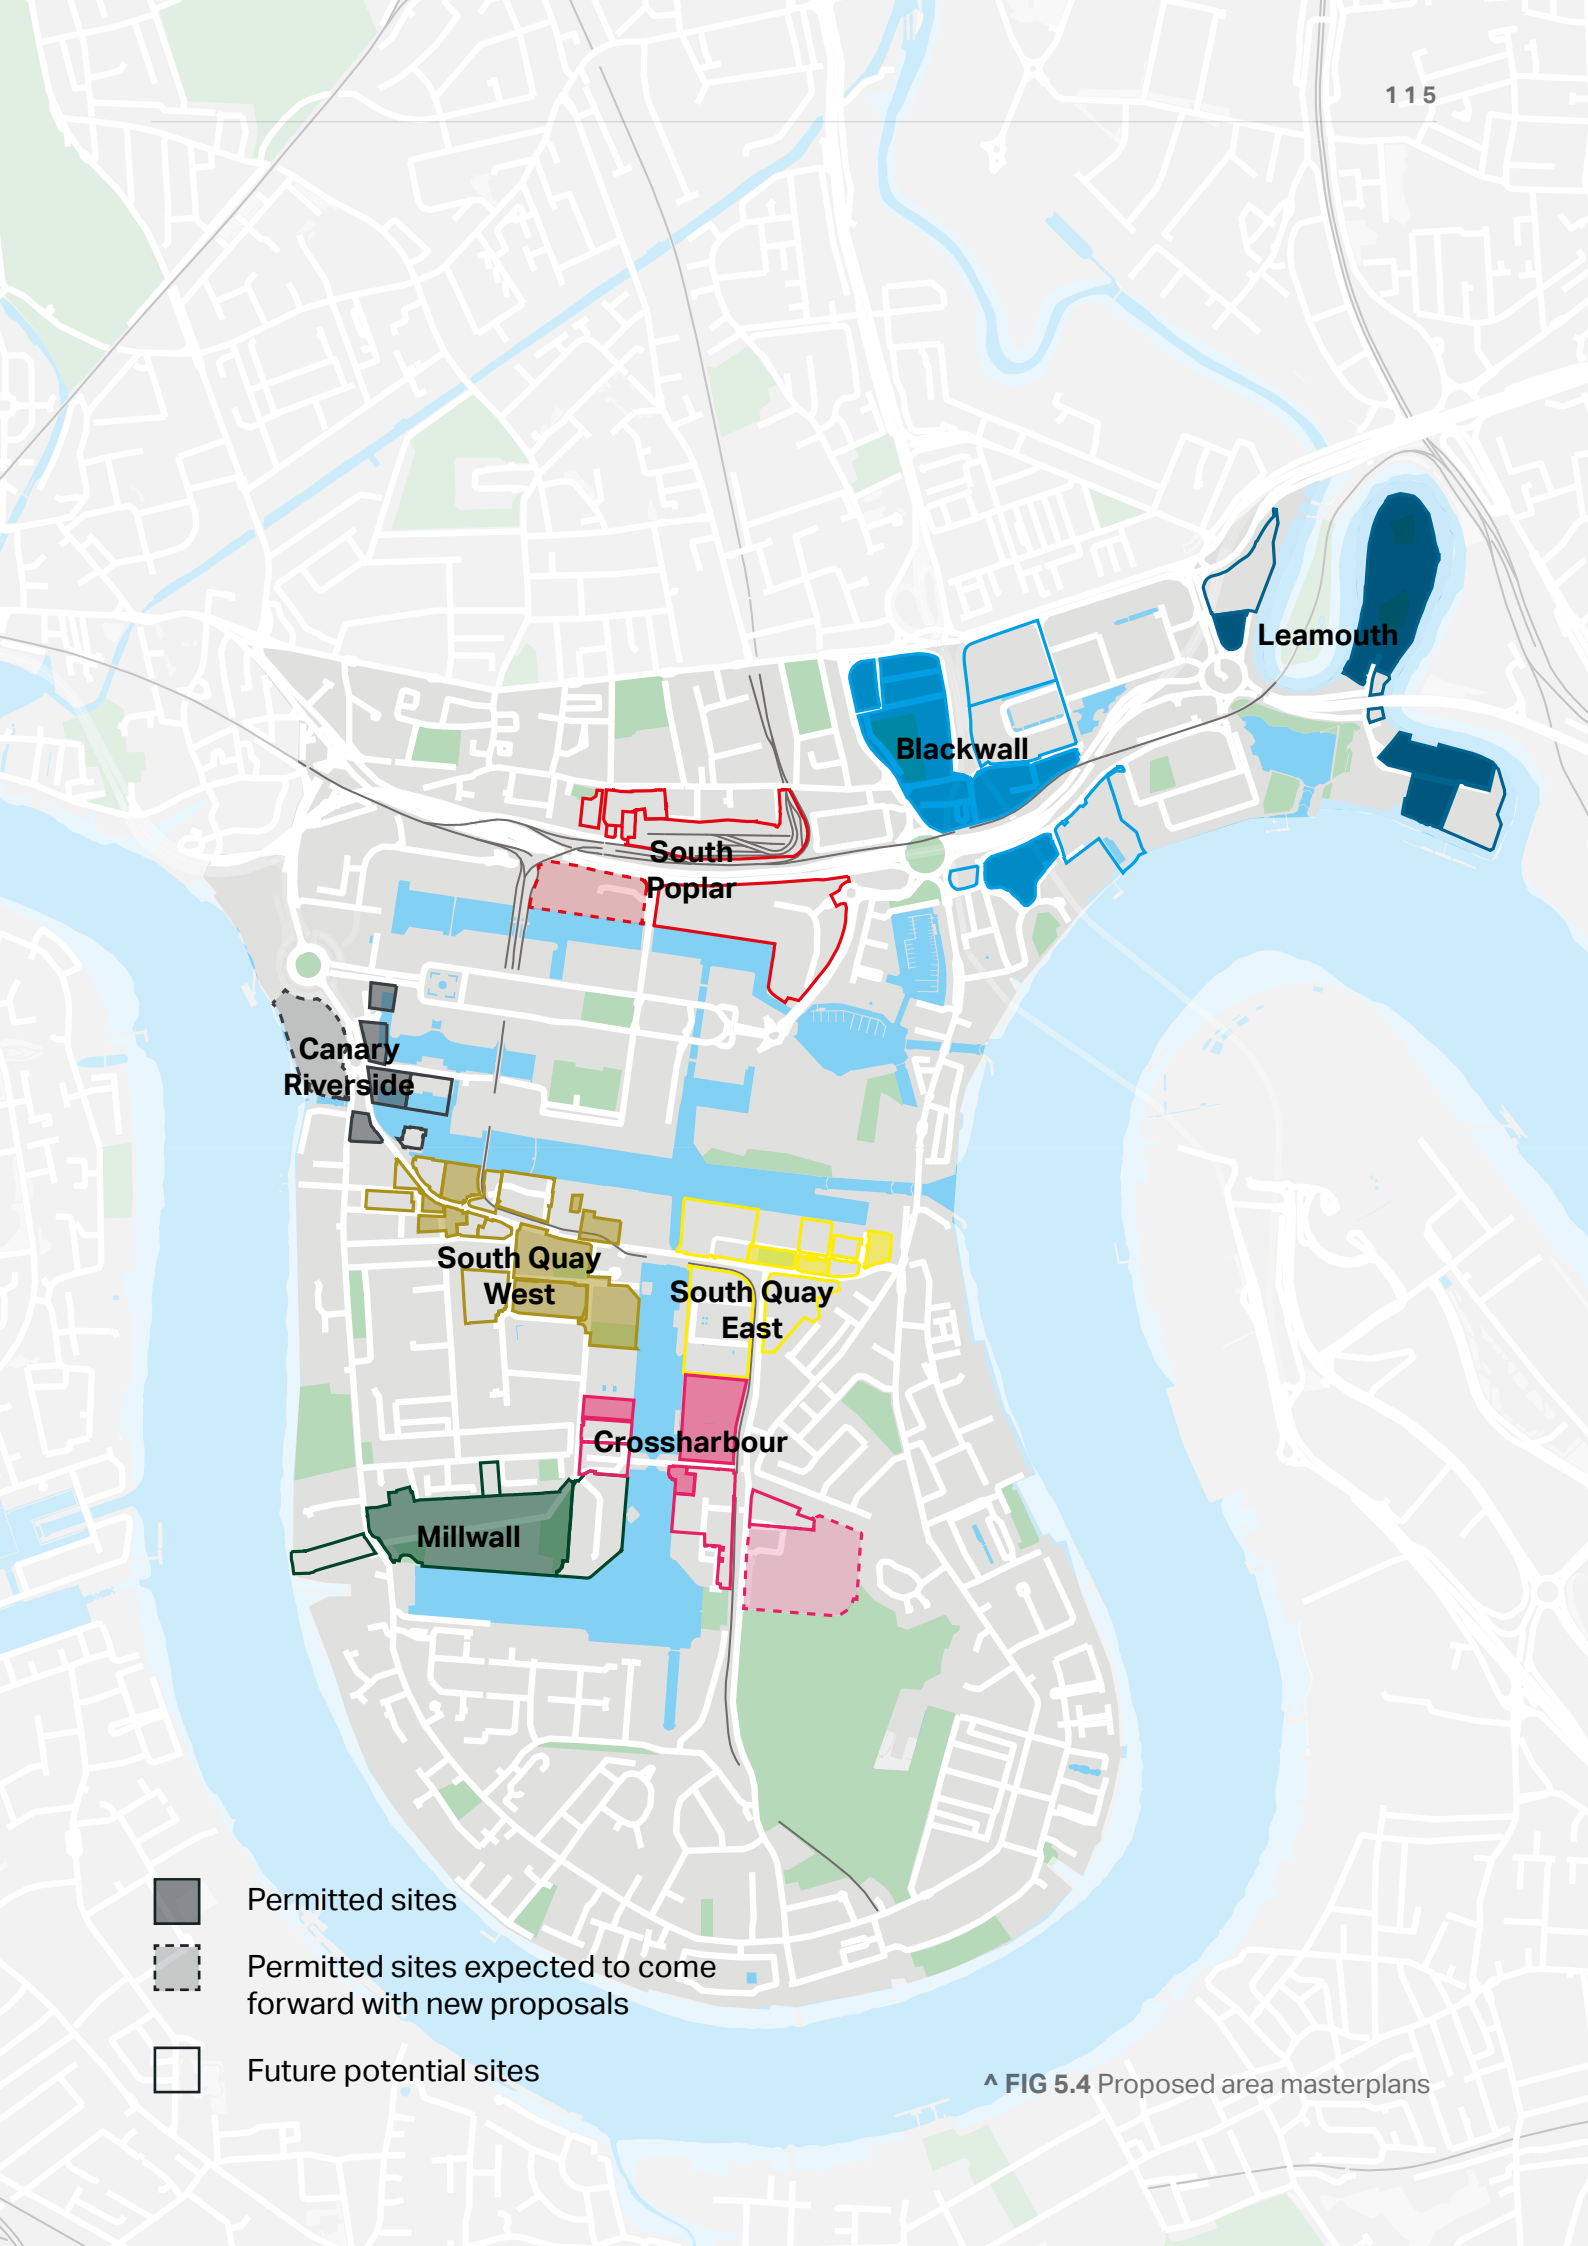 115
Leamouth
Blackwall
South
Poplar
Canary
Riverside
South Quay
West
South Quay
East
Crossharbour
Millwall
Permitted sites
Permitted sites expected to come
forward with new proposals
Future potential sites
^ FIG 5.4 Proposed area masterplans